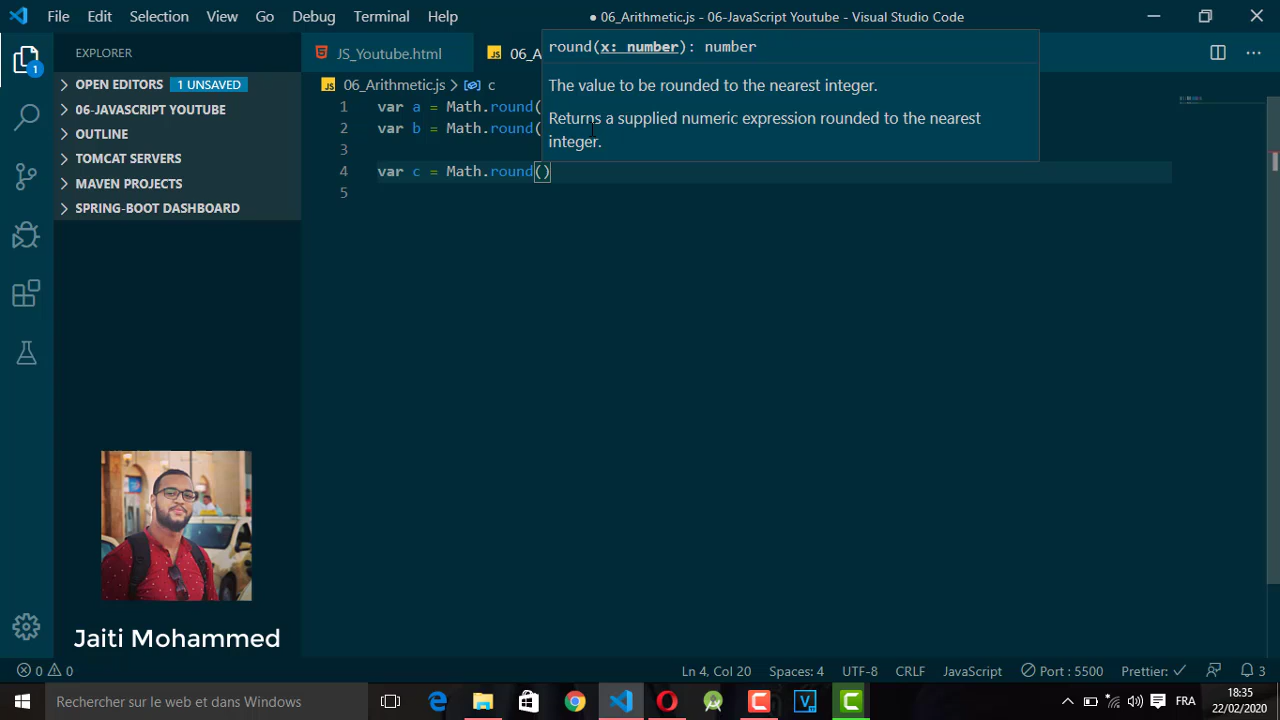 File Edit Selection View Go Debug Terminal Help
● 06_Arithmetic.js - 06-JavaScript Youtube - Visual Studio Code
EXPLORER
JS_Youtube.html
JS 06_A
OPEN EDITORS 1 UNSAVED
06-JAVASCRIPT YOUTUBE
OUTLINE
TOMCAT SERVERS
MAVEN PROJECTS
SPRING-BOOT DASHBOARD
1
JS 06_Arithmetic.js > c
round(x: number): number
The value to be rounded to the nearest integer.
Returns a supplied numeric expression rounded to the nearest
integer.
1 var a = Math.round(
2 var b = Math.round(
3
4 var c = Math.round()
5
Jaiti Mohammed
0 0
Ln 4, Col 20 Spaces: 4 UTF-8 CRLF JavaScript Port : 5500 Prettier: 3
Rechercher sur le web et dans Windows
FRA
18:35
22/02/2020